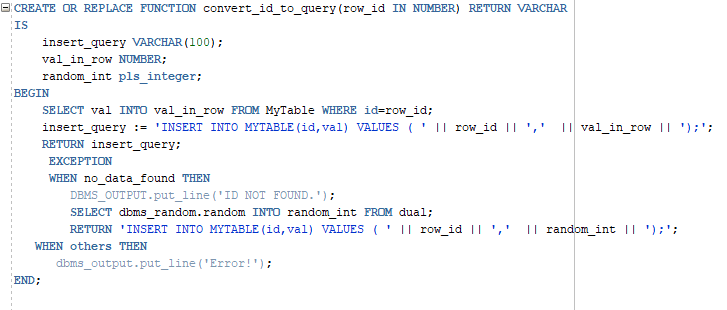 CREATE OR REPLACE FUNCTION convert_id_to_query(row_id IN NUMBER) RETURN VARCHAR
IS
    insert_query VARCHAR(100);
    val_in_row NUMBER;
    random_int pls_integer;
BEGIN
    SELECT val INTO val_in_row FROM MyTable WHERE id=row_id;
    insert_query := 'INSERT INTO MYTABLE(id,val) VALUES ( ' || row_id || ','  || val_in_row || ');';
    RETURN insert_query;
     EXCEPTION
     WHEN no_data_found THEN
        DBMS_OUTPUT.put_line('ID NOT FOUND.');
        SELECT dbms_random.random INTO random_int FROM dual;
        RETURN 'INSERT INTO MYTABLE(id,val) VALUES ( ' || row_id || ','  || random_int || ');';
   WHEN others THEN
      dbms_output.put_line('Error!');
END;